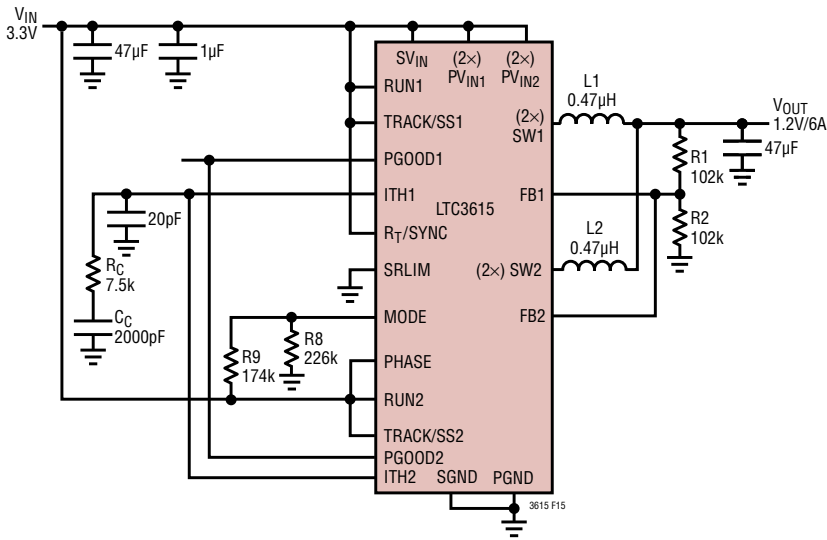 VIN
3.3V
47µF
1µF
SVIN
(2×)
PVIN1
(2×)
PVIN2
RUN1
TRACK/SS1
PGOOD1
ITH1
RT/SYNC
SRLIM
MODE
PHASE
RUN2
TRACK/SS2
PGOOD2
ITH2
SGND
PGND
LTC3615
(2×)
SW1
FB1
(2×) SW2
FB2
L1
0.47µH
VOUT
1.2V/6A
47µF
R1
102k
R2
102k
L2
0.47µH
20pF
RC
7.5k
CC
2000pF
R9
174k
R8
226k
3615 F15